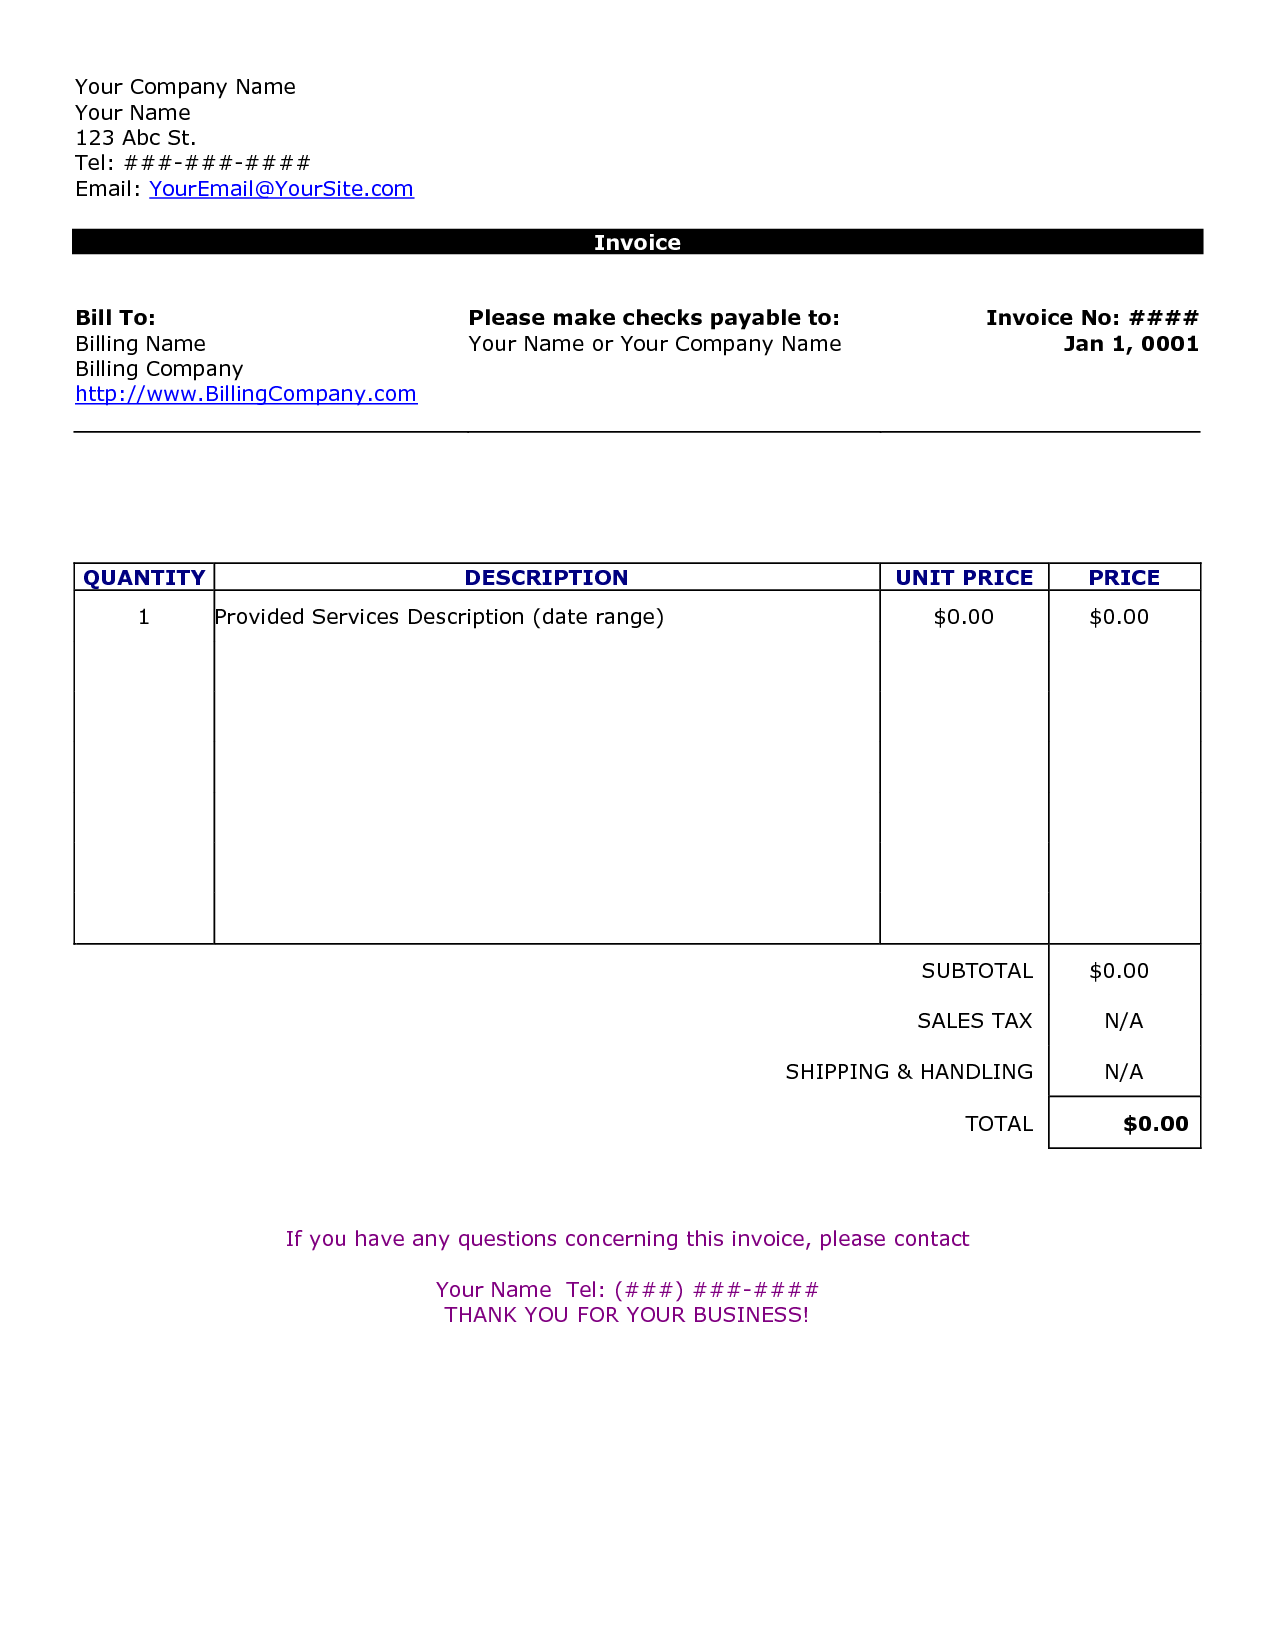 Your Company Name
Your Name
123 Abc St.
Tel: ###-###-####
Email: YourEmail@YourSite.com
Invoice
Bill To:
Billing Name
Billing Company
http://www.BillingCompany.com
Please make checks payable to:
Your Name or Your Company Name
Invoice No: ####
Jan 1, 0001
QUANTITY DESCRIPTION UNIT PRICE PRICE
1 Provided Services Description (date range) $0.00 $0.00
SUBTOTAL $0.00
SALES TAX N/A
SHIPPING & HANDLING N/A
TOTAL $0.00
If you have any questions concerning this invoice, please contact
Your Name  Tel: (###) ###-####
THANK YOU FOR YOUR BUSINESS!